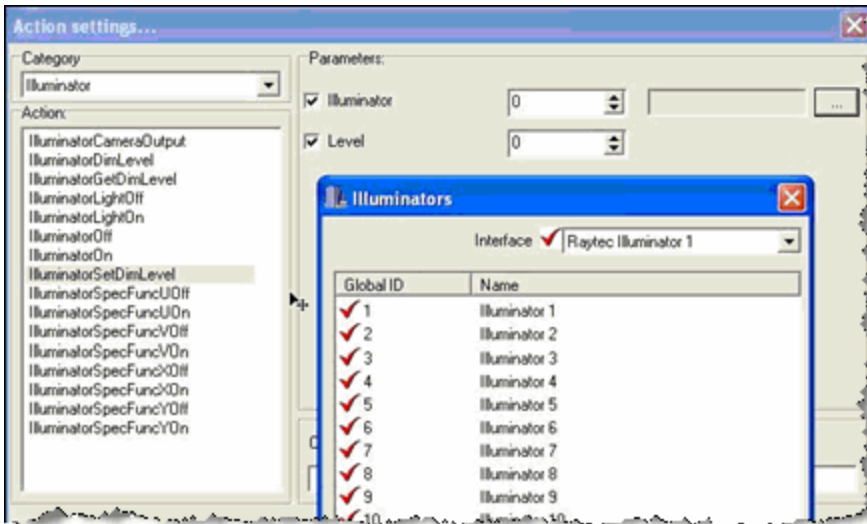 Action settings...
Category
Illuminator
Action:
IlluminatorCameraOutput
IlluminatorDimLevel
IlluminatorGetDimLevel
IlluminatorLightOff
IlluminatorLightOn
IlluminatorOff
IlluminatorOn
IlluminatorSetDimLevel
IlluminatorSpecFuncUOff
IlluminatorSpecFuncUOn
IlluminatorSpecFuncVOff
IlluminatorSpecFuncVOn
IlluminatorSpecFuncXOff
IlluminatorSpecFuncXOn
IlluminatorSpecFuncYOff
IlluminatorSpecFuncYOn
Parameters:
Illuminator 0 ...
Level 0
Illuminators
Interface Raytec Illuminator 1
Global ID Name
1 Illuminator 1
2 Illuminator 2
3 Illuminator 3
4 Illuminator 4
5 Illuminator 5
6 Illuminator 6
7 Illuminator 7
8 Illuminator 8
9 Illuminator 9
10 Illuminator 10